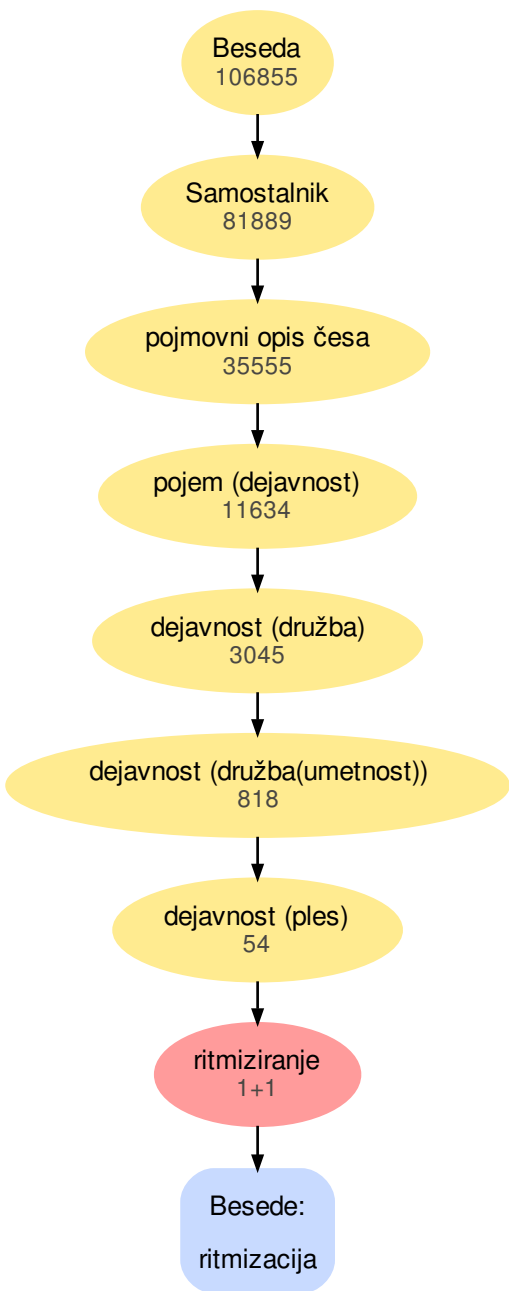 Beseda
106855
Samostalnik
81889
pojmovni opis česa
35555
pojem (dejavnost)
11634
dejavnost (družba)
3045
dejavnost (družba(umetnost))
818
dejavnost (ples)
54
ritmiziranje
1+1
Besede:
ritmizacija